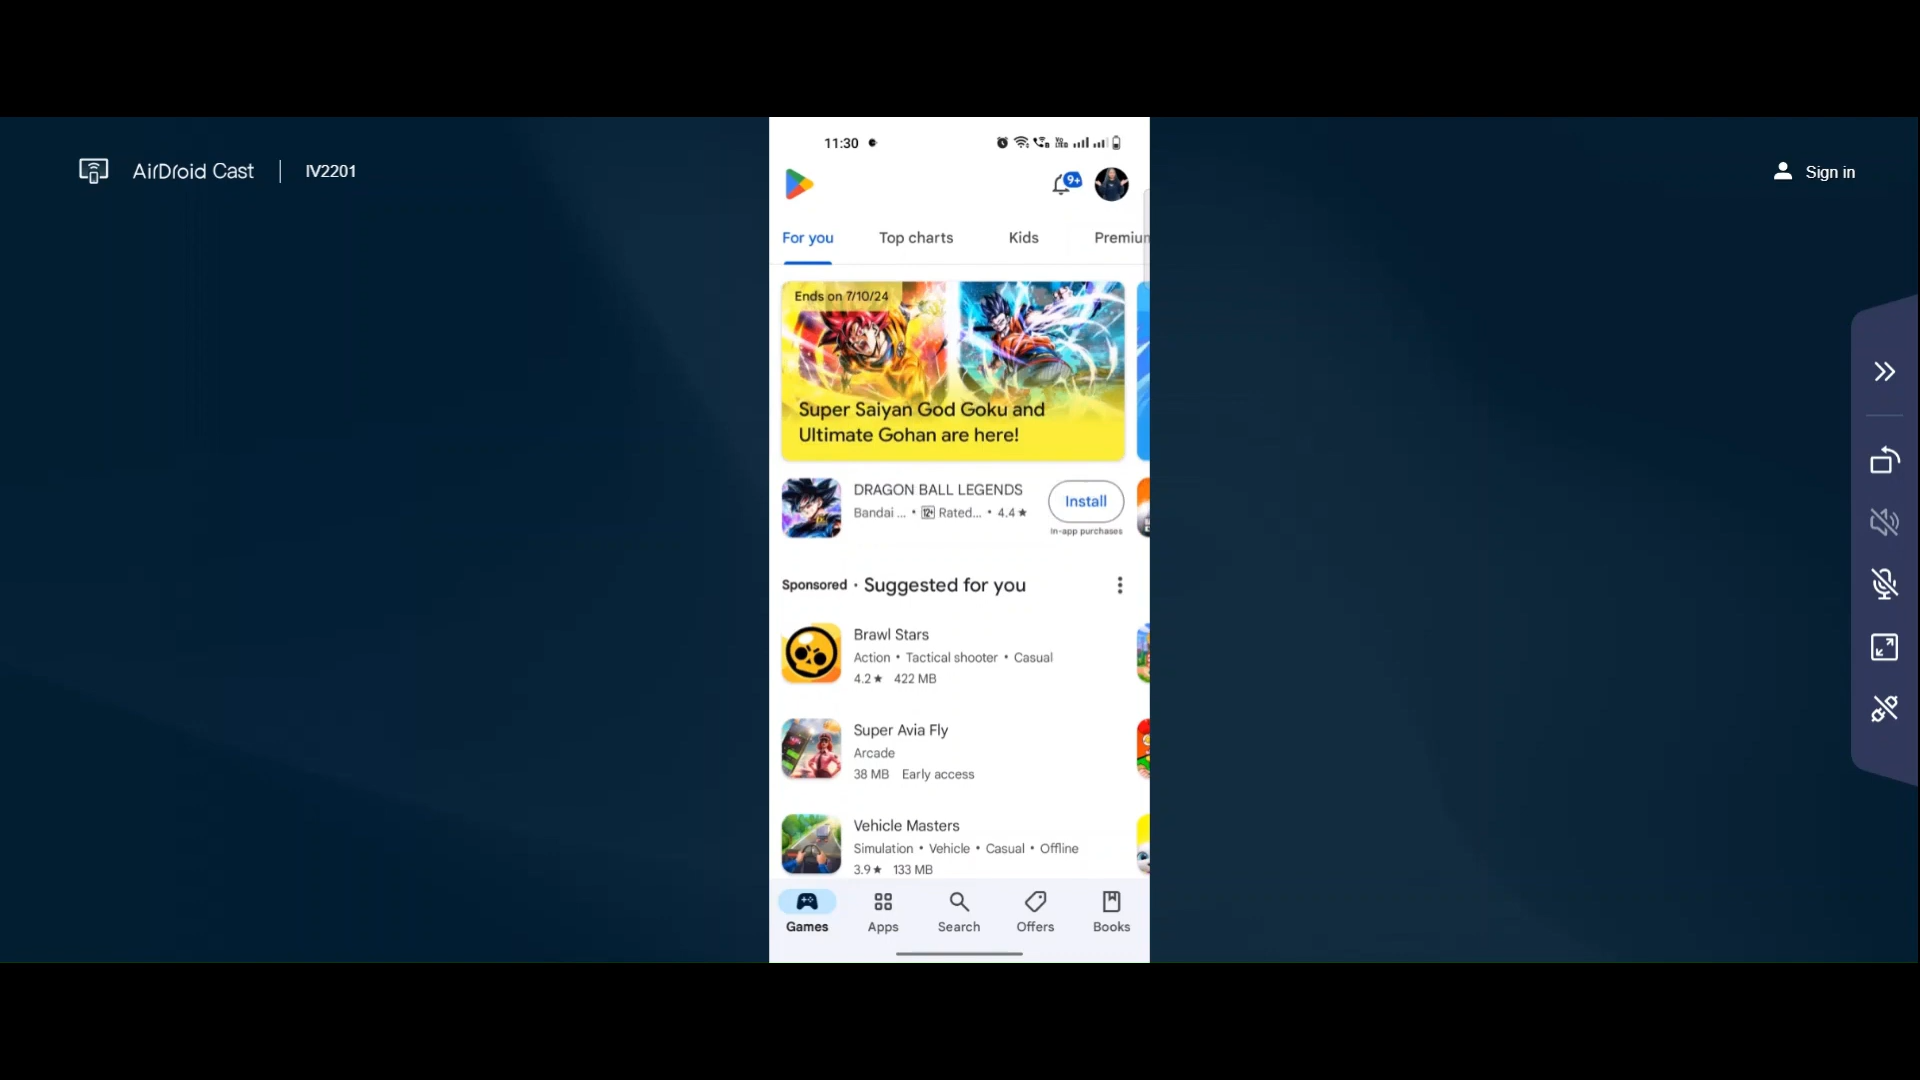 AirDroid Cast
IV2201
Sign in
11:30
9+
For you
Top charts
Kids
Premium
Ends on 7/10/24
Super Saiyan God Goku and
Ultimate Gohan are here!
DRAGON BALL LEGENDS
Bandai ... • 12+ Rated... • 4.4★
Install
In-app purchases
Sponsored · Suggested for you
Brawl Stars
Action • Tactical shooter • Casual
4.2★ 422 MB
Super Avia Fly
Arcade
38 MB Early access
Vehicle Masters
Simulation • Vehicle • Casual • Offline
3.9★ 133 MB
Games
Apps
Search
Offers
Books